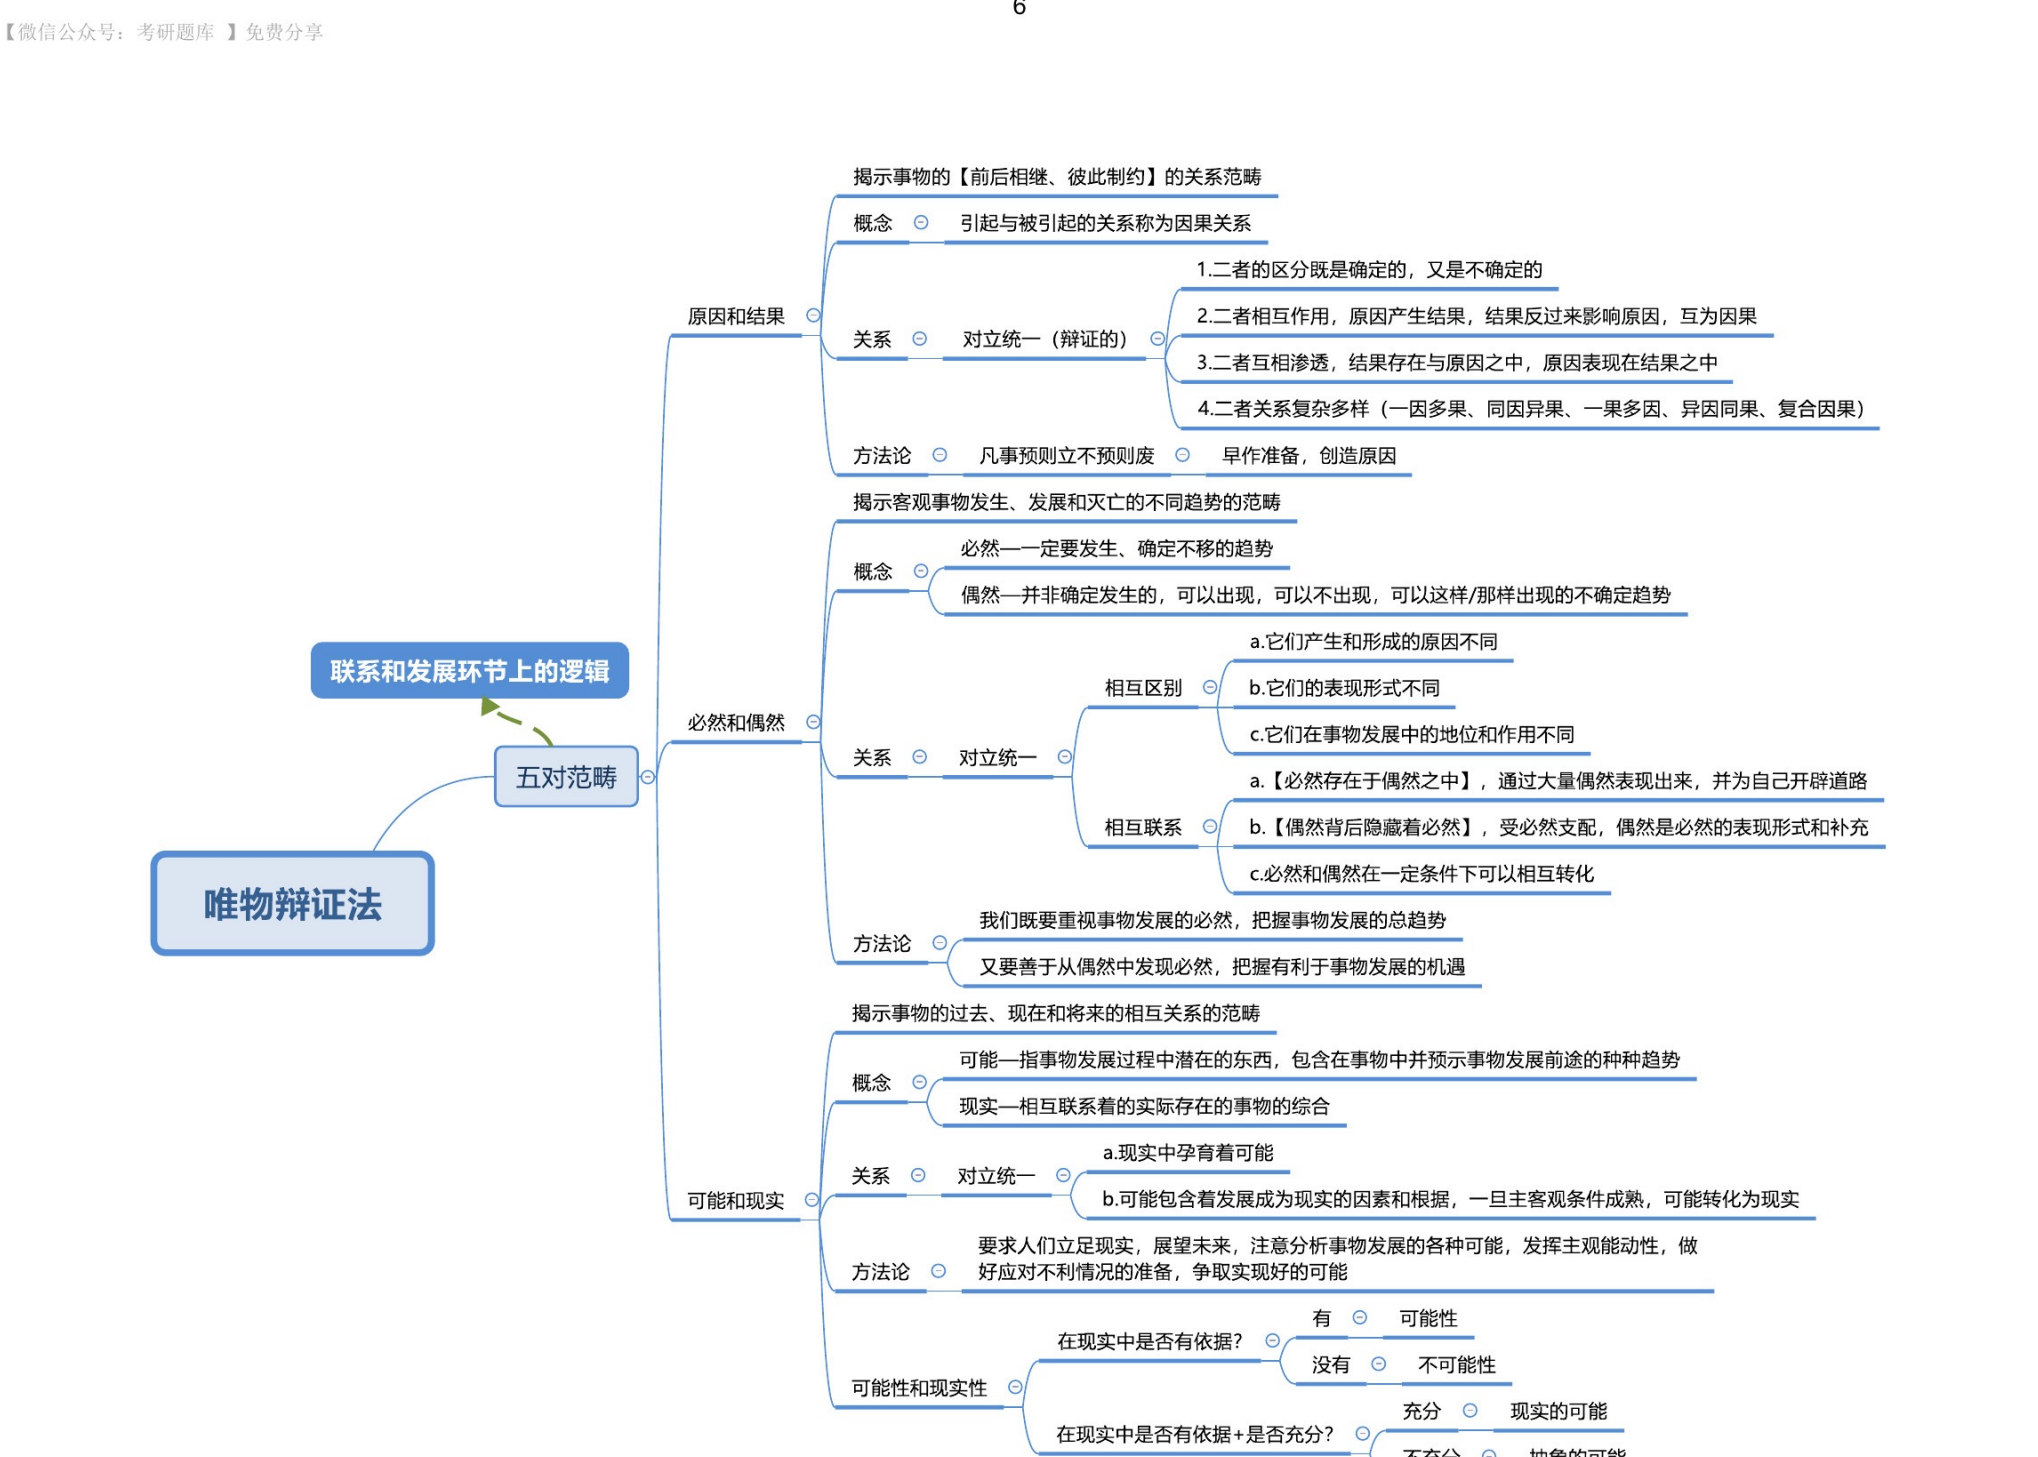 6
【微信公众号：考研题库 】免费分享
揭示事物的【前后相继、彼此制约】的关系范畴
概念
引起与被引起的关系称为因果关系
1.二者的区分既是确定的，又是不确定的
原因和结果
2.二者相互作用，原因产生结果，结果反过来影响原因，互为因果
关系
对立统一（辩证的）
3.二者互相渗透，结果存在与原因之中，原因表现在结果之中
4.二者关系复杂多样（一因多果、同因异果、一果多因、异因同果、复合因果）
方法论
凡事预则立不预则废
早作准备，创造原因
揭示客观事物发生、发展和灭亡的不同趋势的范畴
必然—一定要发生、确定不移的趋势
概念
偶然—并非确定发生的，可以出现，可以不出现，可以这样/那样出现的不确定趋势
a.它们产生和形成的原因不同
联系和发展环节上的逻辑
相互区别
b.它们的表现形式不同
必然和偶然
c.它们在事物发展中的地位和作用不同
关系
对立统一
五对范畴
a.【必然存在于偶然之中】，通过大量偶然表现出来，并为自己开辟道路
相互联系
b.【偶然背后隐藏着必然】，受必然支配，偶然是必然的表现形式和补充
c.必然和偶然在一定条件下可以相互转化
唯物辩证法
我们既要重视事物发展的必然，把握事物发展的总趋势
方法论
又要善于从偶然中发现必然，把握有利于事物发展的机遇
揭示事物的过去、现在和将来的相互关系的范畴
可能—指事物发展过程中潜在的东西，包含在事物中并预示事物发展前途的种种趋势
概念
现实—相互联系着的实际存在的事物的综合
a.现实中孕育着可能
关系
对立统一
可能和现实
b.可能包含着发展成为现实的因素和根据，一旦主客观条件成熟，可能转化为现实
要求人们立足现实，展望未来，注意分析事物发展的各种可能，发挥主观能动性，做
好应对不利情况的准备，争取实现好的可能
方法论
有
可能性
在现实中是否有依据？
没有
不可能性
可能性和现实性
充分
现实的可能
在现实中是否有依据+是否充分？
不充分
抽象的可能